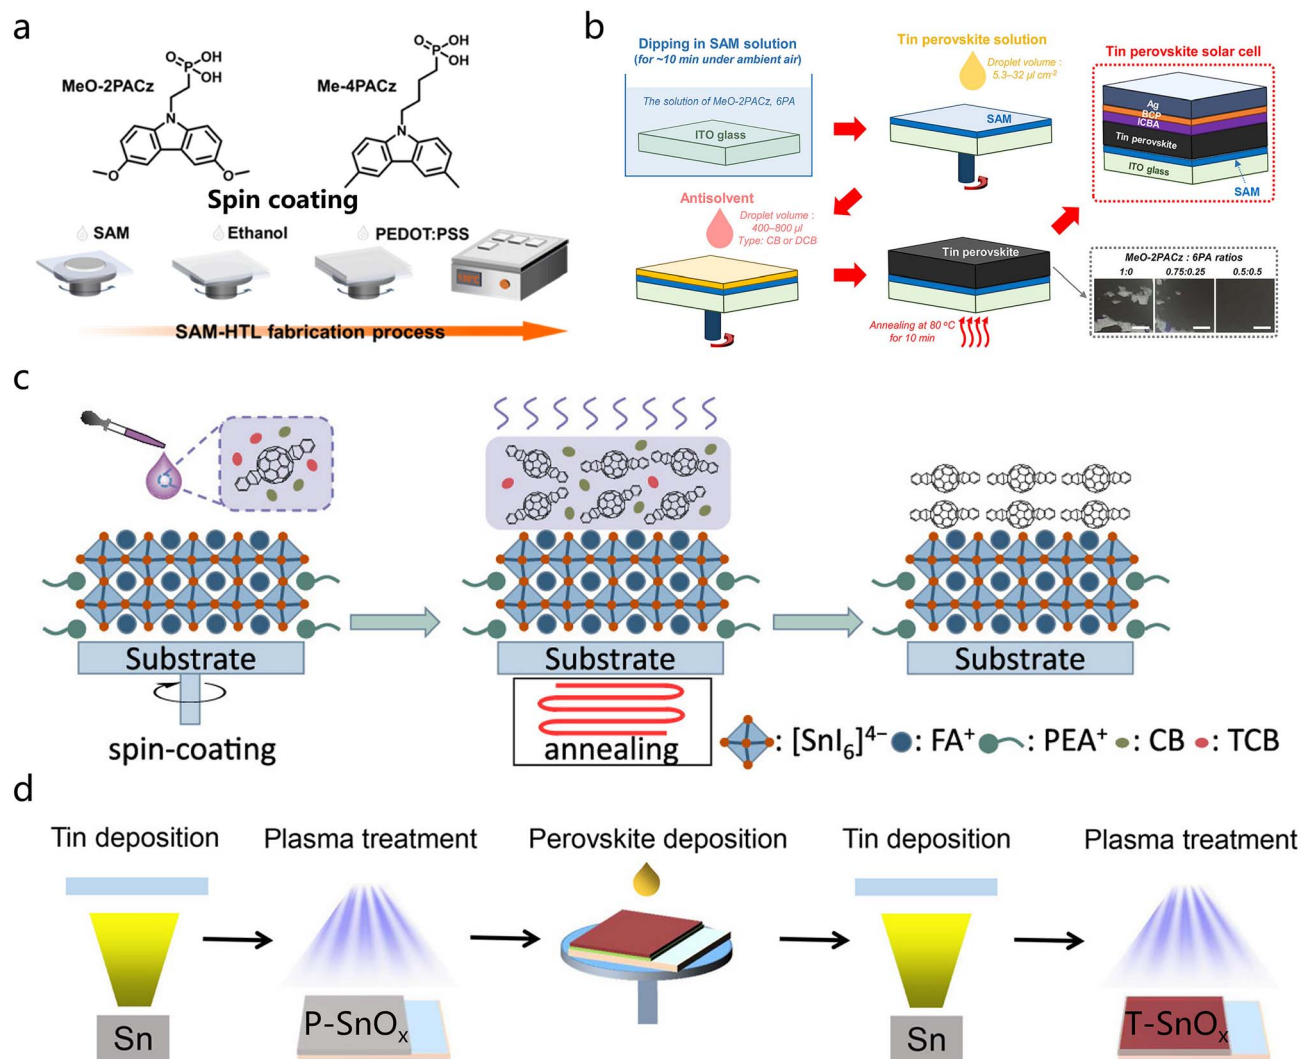 a
MeO-2PACz
P
O
OH
OH
N
O
O
Me-4PACz
P
O
OH
OH
N
Spin coating
SAM
Ethanol
PEDOT:PSS
SAM-HTL fabrication process
b
Dipping in SAM solution
(for ~10 min under ambient air)
The solution of MeO-2PACz, 6PA
ITO glass
Tin perovskite solution
Droplet volume :
5.3–32 μl cm-2
SAM
Tin perovskite solar cell
Ag
BCP
ICBA
Tin perovskite
ITO glass
SAM
Antisolvent
Droplet volume :
400–800 μl
Type: CB or DCB
Tin perovskite
Annealing at 80 ºC
for 10 min
MeO-2PACz : 6PA ratios
1:0
0.75:0.25
0.5:0.5
c
Substrate
spin-coating
Substrate
annealing
Substrate
: [SnI₆]⁴⁻ : FA⁺ : PEA⁺ : CB : TCB
d
Tin deposition
Plasma treatment
Perovskite deposition
Tin deposition
Plasma treatment
Sn
P-SnOₓ
Sn
T-SnOₓ